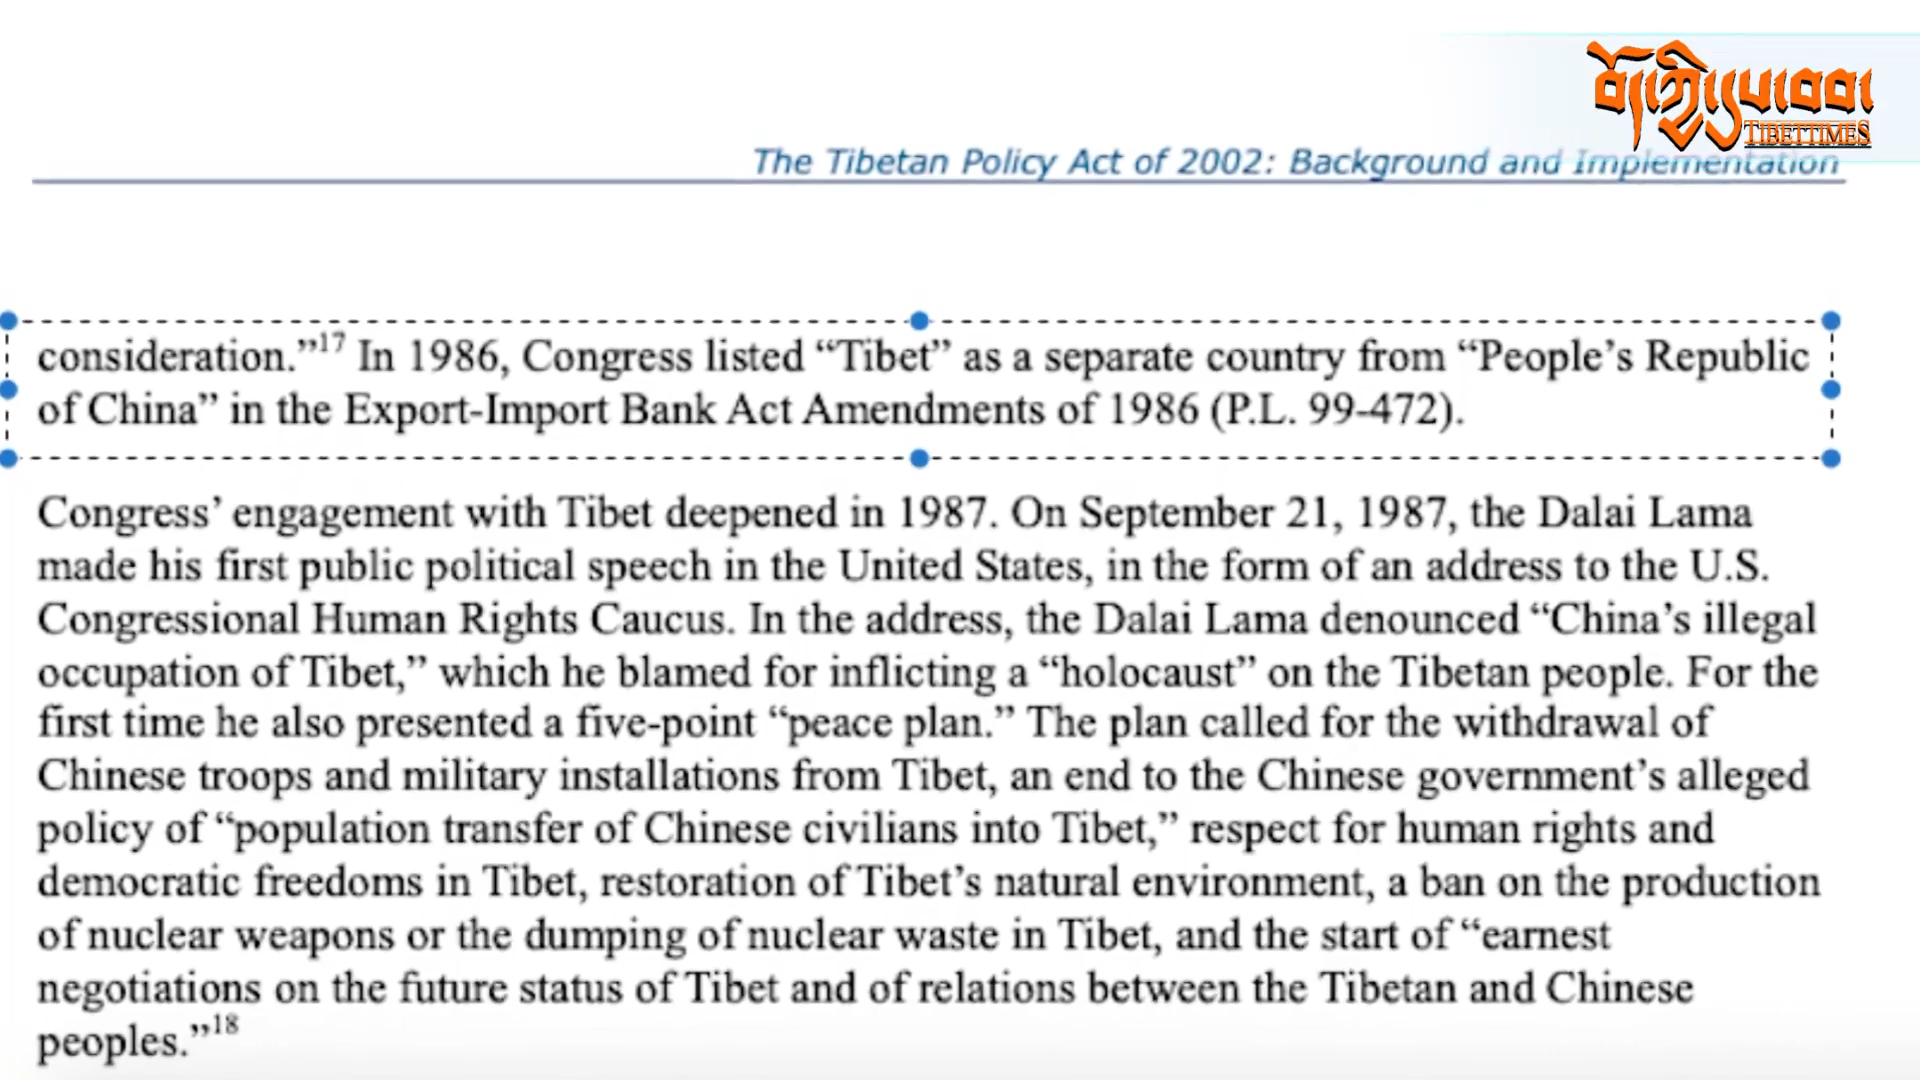 བོད་ཀྱི་དུས་བབ།
TIBETTIMES
The Tibetan Policy Act of 2002: Background and Implementation
consideration.”17 In 1986, Congress listed “Tibet” as a separate country from “People’s Republic
of China” in the Export-Import Bank Act Amendments of 1986 (P.L. 99-472).
Congress’ engagement with Tibet deepened in 1987. On September 21, 1987, the Dalai Lama
made his first public political speech in the United States, in the form of an address to the U.S.
Congressional Human Rights Caucus. In the address, the Dalai Lama denounced “China’s illegal
occupation of Tibet,” which he blamed for inflicting a “holocaust” on the Tibetan people. For the
first time he also presented a five-point “peace plan.” The plan called for the withdrawal of
Chinese troops and military installations from Tibet, an end to the Chinese government’s alleged
policy of “population transfer of Chinese civilians into Tibet,” respect for human rights and
democratic freedoms in Tibet, restoration of Tibet’s natural environment, a ban on the production
of nuclear weapons or the dumping of nuclear waste in Tibet, and the start of “earnest
negotiations on the future status of Tibet and of relations between the Tibetan and Chinese
peoples.”18